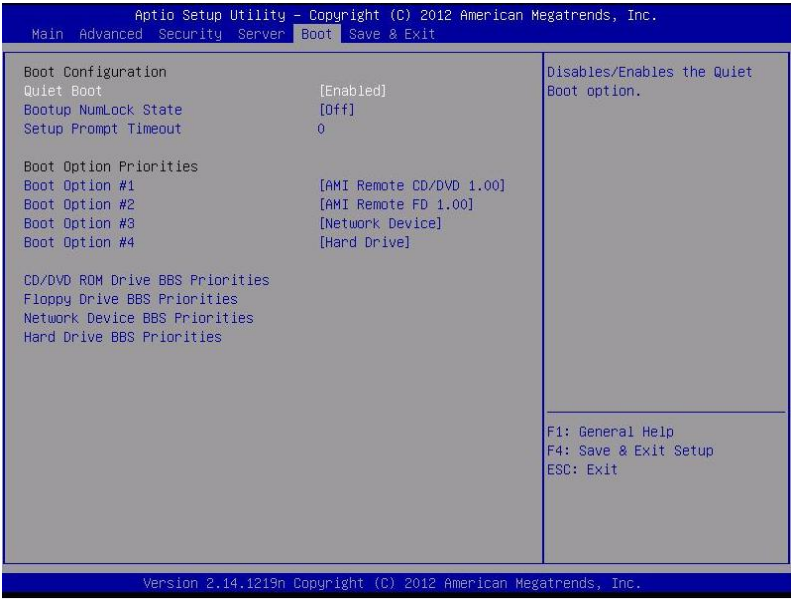 Aptio Setup Utility – Copyright (C) 2012 American Megatrends, Inc.
Main Advanced Security Server Boot Save & Exit
Boot Configuration
Quiet Boot [Enabled]
Bootup NumLock State [Off]
Setup Prompt Timeout 0
Boot Option Priorities
Boot Option #1 [AMI Remote CD/DVD 1.00]
Boot Option #2 [AMI Remote FD 1.00]
Boot Option #3 [Network Device]
Boot Option #4 [Hard Drive]
CD/DVD ROM Drive BBS Priorities
Floppy Drive BBS Priorities
Network Device BBS Priorities
Hard Drive BBS Priorities
Disables/Enables the Quiet
Boot option.
F1: General Help
F4: Save & Exit Setup
ESC: Exit
Version 2.14.1219n Copyright (C) 2012 American Megatrends, Inc.